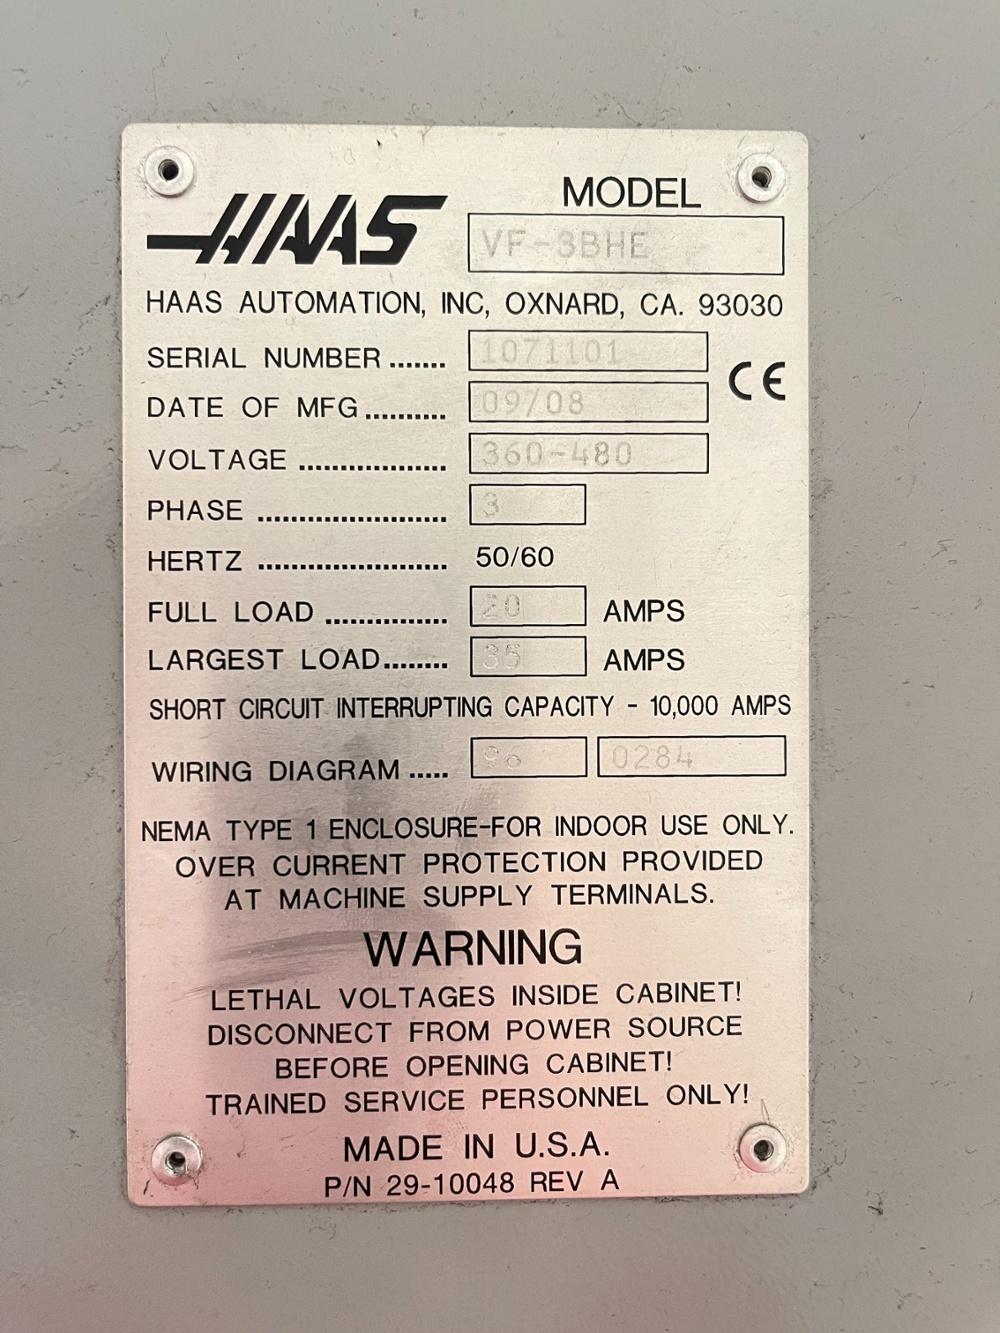 HAAS
MODEL
VF-3BHE
HAAS AUTOMATION, INC, OXNARD, CA. 93030
SERIAL NUMBER ....... 1071101
CE
DATE OF MFG .......... 09/08
VOLTAGE .................. 360-480
PHASE ....................... 3
HERTZ ....................... 50/60
FULL LOAD ............... 20 AMPS
LARGEST LOAD........ 35 AMPS
SHORT CIRCUIT INTERRUPTING CAPACITY - 10,000 AMPS
WIRING DIAGRAM ..... 96 0284
NEMA TYPE 1 ENCLOSURE-FOR INDOOR USE ONLY.
OVER CURRENT PROTECTION PROVIDED
AT MACHINE SUPPLY TERMINALS.
WARNING
LETHAL VOLTAGES INSIDE CABINET!
DISCONNECT FROM POWER SOURCE
BEFORE OPENING CABINET!
TRAINED SERVICE PERSONNEL ONLY!
MADE IN U.S.A.
P/N 29-10048 REV A